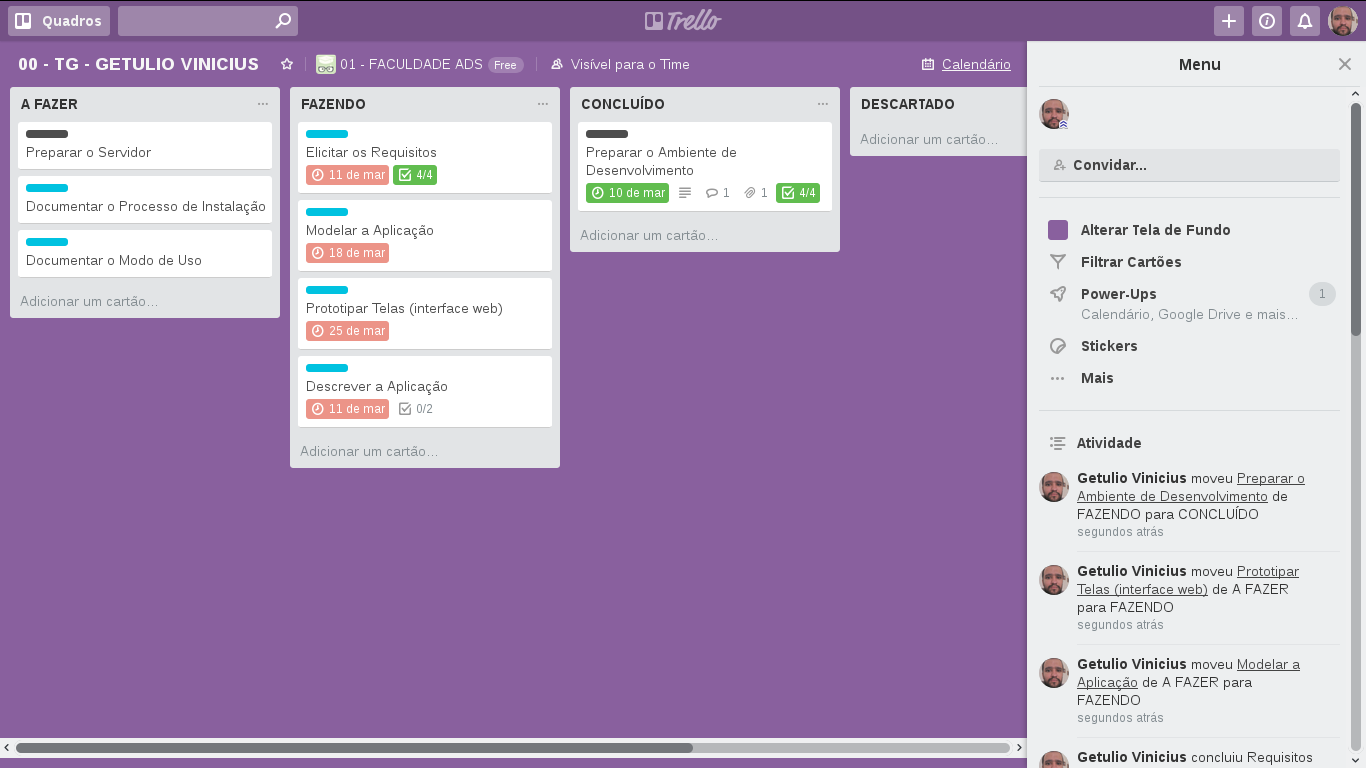 Quadros
Trello
00 - TG - GETULIO VINICIUS
01 - FACULDADE ADS Free
Visível para o Time
Calendário
A FAZER
Preparar o Servidor
Documentar o Processo de Instalação
Documentar o Modo de Uso
Adicionar um cartão...
FAZENDO
Elicitar os Requisitos
11 de mar 4/4
Modelar a Aplicação
18 de mar
Prototipar Telas (interface web)
25 de mar
Descrever a Aplicação
11 de mar 0/2
Adicionar um cartão...
CONCLUÍDO
Preparar o Ambiente de
Desenvolvimento
10 de mar 1 1 4/4
Adicionar um cartão...
DESCARTADO
Adicionar um cartão...
Menu
Convidar...
Alterar Tela de Fundo
Filtrar Cartões
Power-Ups 1
Calendário, Google Drive e mais...
Stickers
Mais
Atividade
Getulio Vinicius moveu Preparar o
Ambiente de Desenvolvimento de
FAZENDO para CONCLUÍDO
segundos atrás
Getulio Vinicius moveu Prototipar
Telas (interface web) de A FAZER
para FAZENDO
segundos atrás
Getulio Vinicius moveu Modelar a
Aplicação de A FAZER para
FAZENDO
segundos atrás
Getulio Vinicius concluiu Requisitos